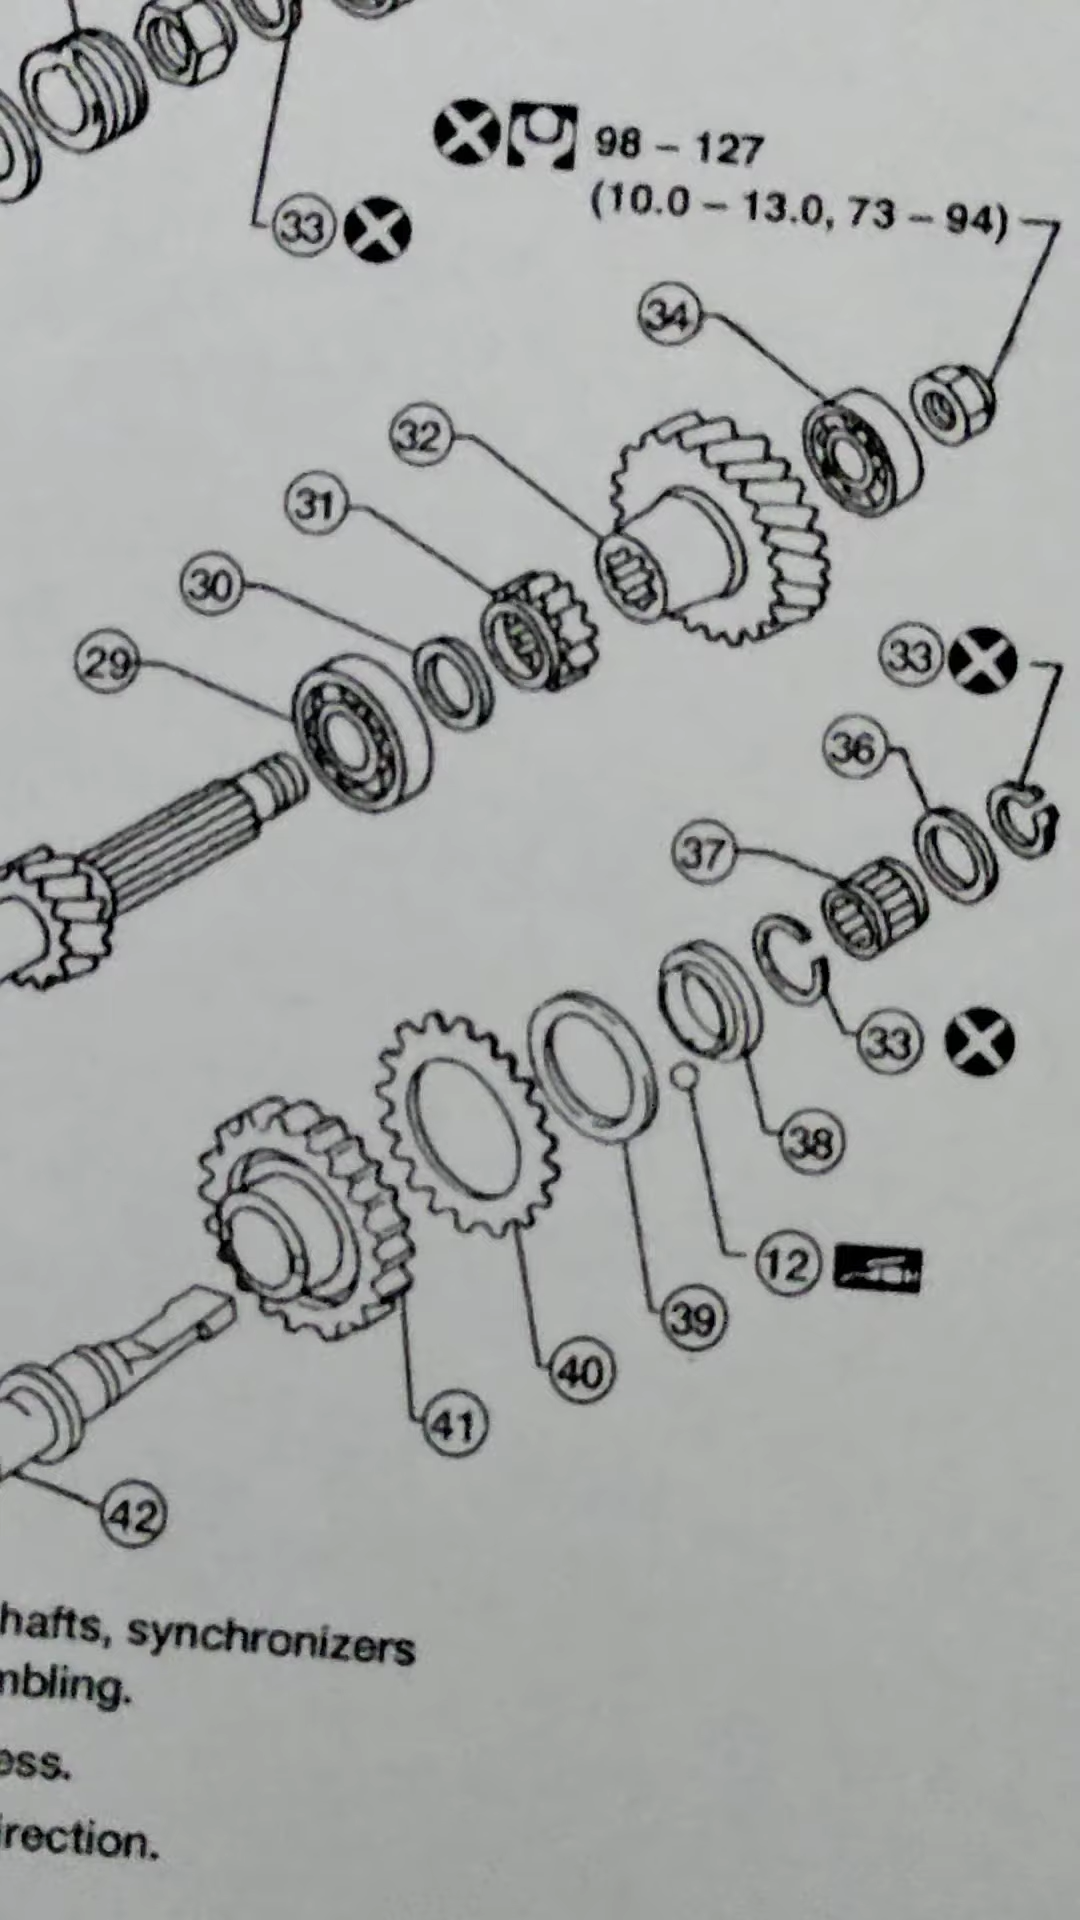 98 – 127
(10.0 – 13.0, 73 – 94)
33
34
32
31
30
29
33
36
37
33
38
12
39
40
41
42
hafts, synchronizers
mbling.
ess.
irection.